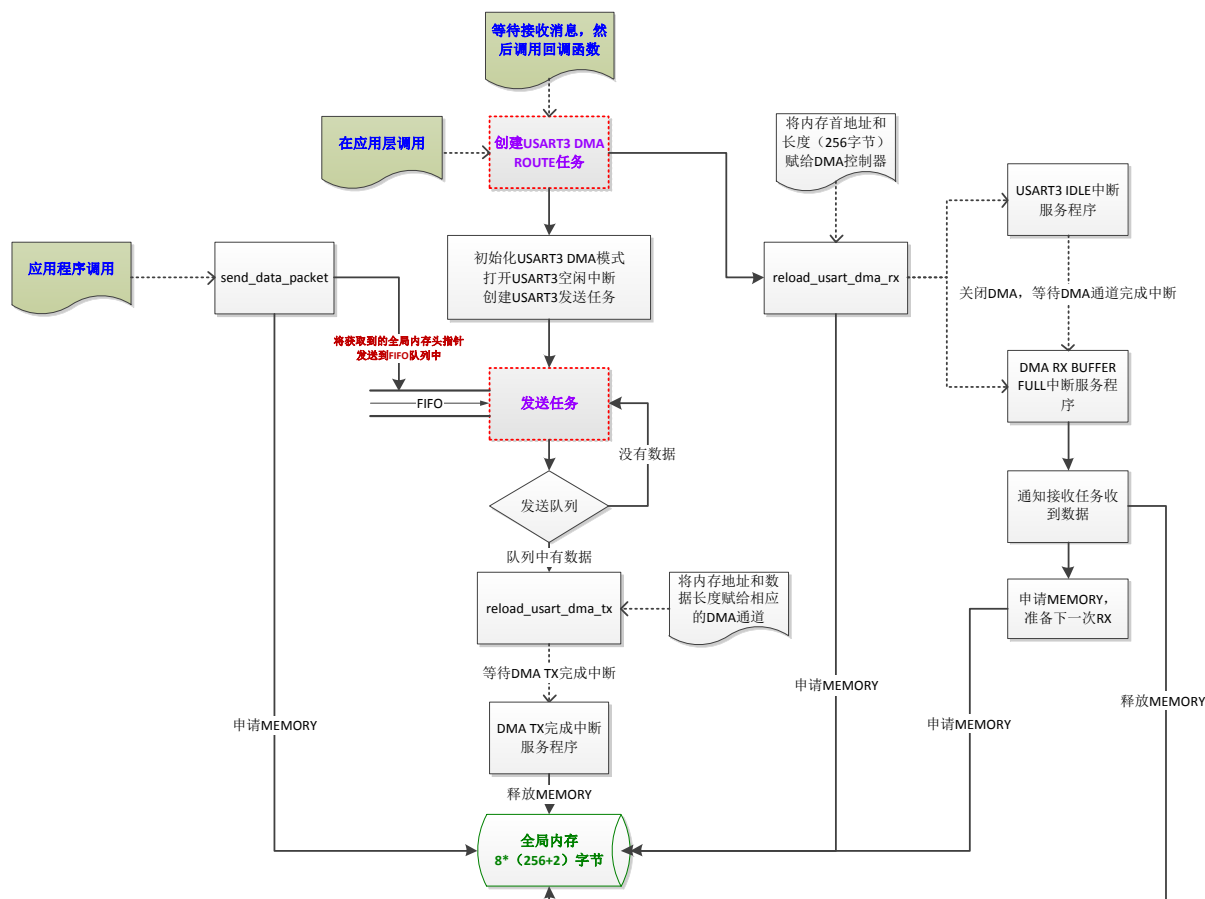 等待接收消息，然
后调用回调函数
在应用层调用
创建USART3 DMA
ROUTE任务
将内存首地址和
长度（256字节）
赋给DMA控制器
USART3 IDLE中断
服务程序
应用程序调用
send_data_packet
初始化USART3 DMA模式
打开USART3空闲中断
创建USART3发送任务
reload_usart_dma_rx
关闭DMA，等待DMA通道完成中断
将获取到的全局内存头指针
发送到FIFO队列中
FIFO
发送任务
DMA RX BUFFER
FULL中断服务程
序
没有数据
发送队列
通知接收任务收
到数据
队列中有数据
reload_usart_dma_tx
将内存地址和数
据长度赋给相应
的DMA通道
申请MEMORY，
准备下一次RX
等待DMA TX完成中断
申请MEMORY
释放MEMORY
申请MEMORY
DMA TX完成中断
服务程序
申请MEMORY
释放MEMORY
全局内存
8*（256+2）字节